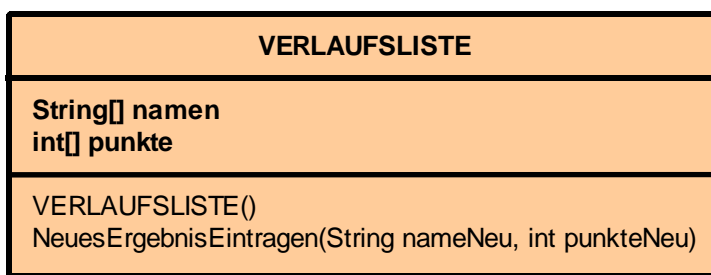 VERLAUFSLISTE
String[] namen
int[] punkte
VERLAUFSLISTE()
NeuesErgebnisEintragen(String nameNeu, int punkteNeu)